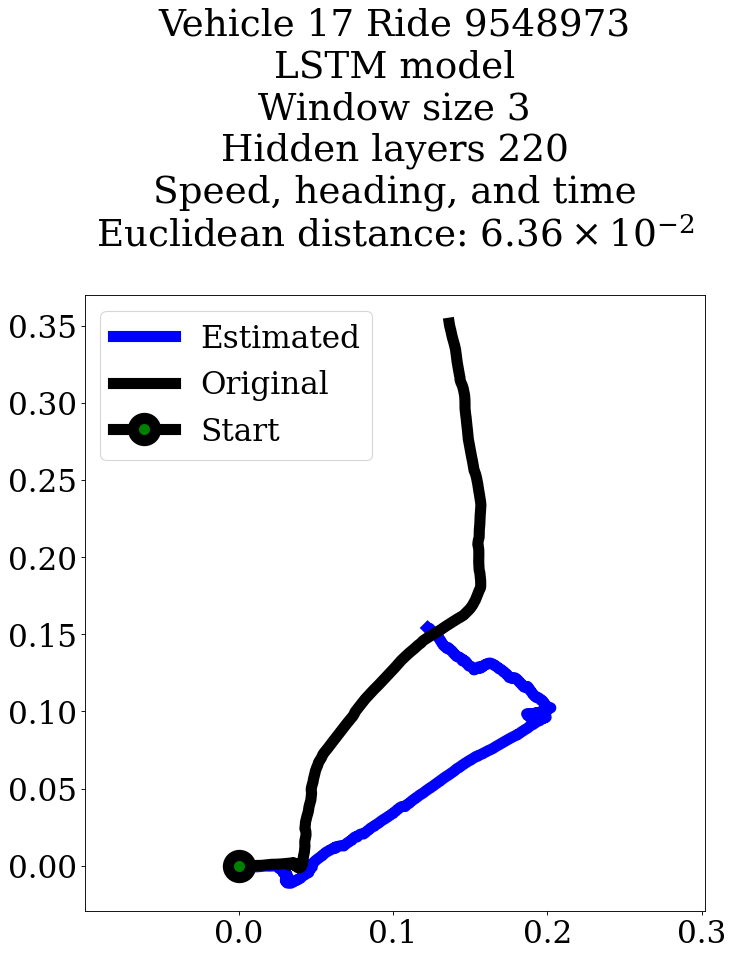 Vehicle 17 Ride 9548973
LSTM model
Window size 3
Hidden layers 220
Speed, heading, and time
Euclidean distance: 6.36 × 10⁻²
Estimated
Original
Start
0.35
0.30
0.25
0.20
0.15
0.10
0.05
0.00
0.0 0.1 0.2 0.3